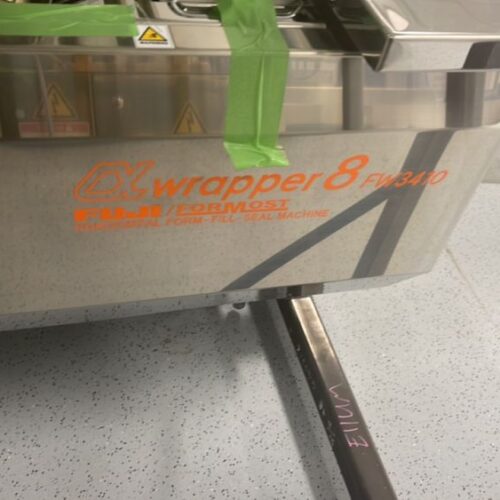 α wrapper 8 FW3410
FUJI/FORMOST
HORIZONTAL FORM-FILL-SEAL MACHINE